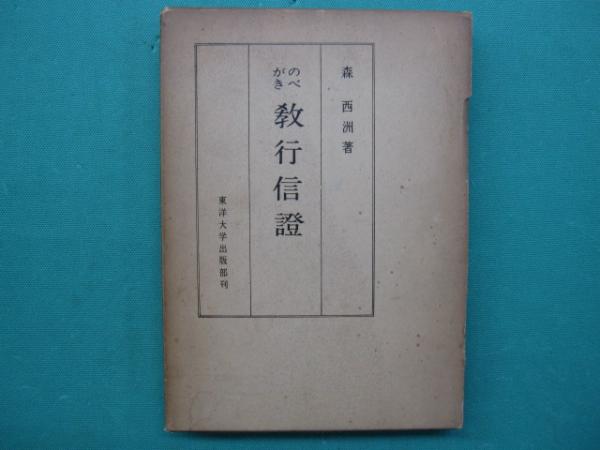 森 西洲著
のべがき 教行信證
東洋大学出版部刊